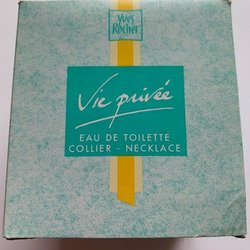 YVES
ROCHER
Vie privée
EAU DE TOILETTE
COLLIER - NECKLACE